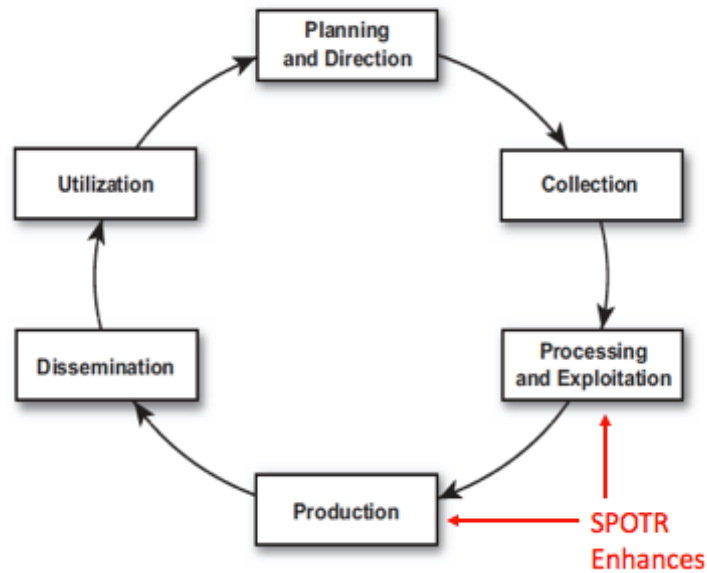 Planning
and Direction
Utilization
Collection
Dissemination
Processing
and Exploitation
Production
SPOTR
Enhances